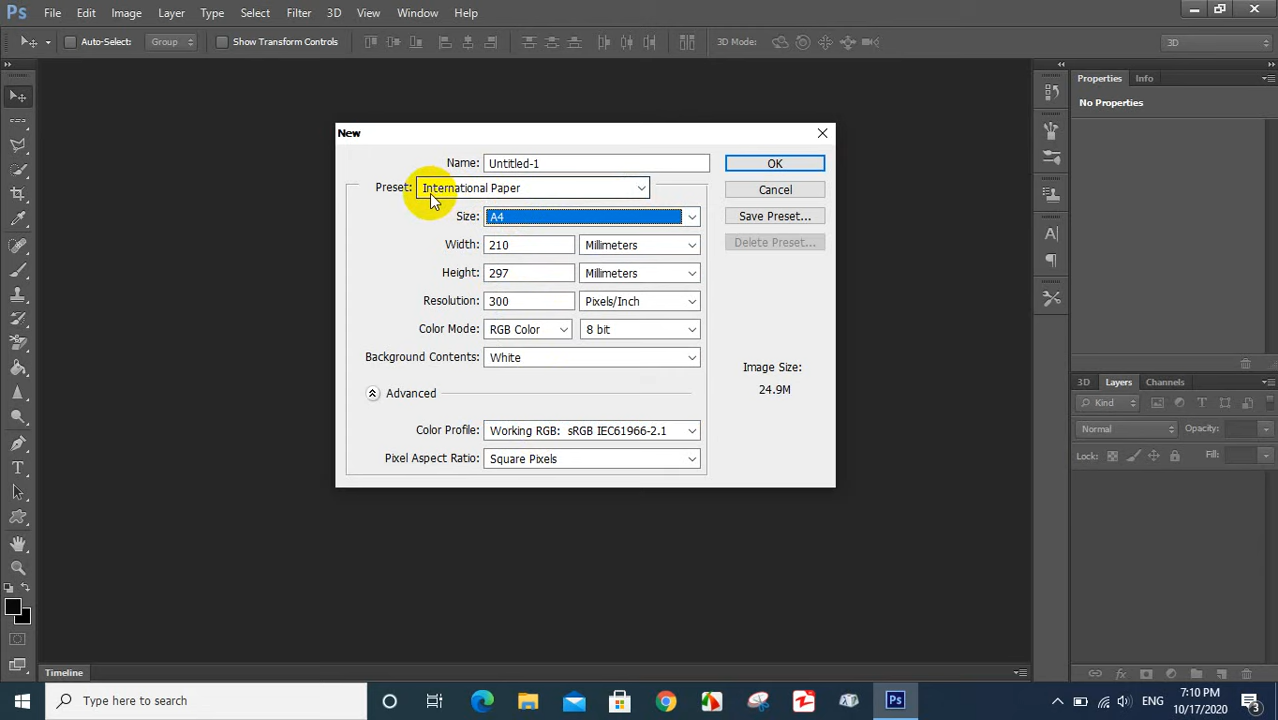 Ps File Edit Image Layer Type Select Filter 3D View Window Help
Auto-Select: Group Show Transform Controls 3D Mode: 3D
Properties Info
No Properties
New
Name: Untitled-1 OK
Preset: International Paper Cancel
Size: A4 Save Preset...
Width: 210 Millimeters Delete Preset...
Height: 297 Millimeters
Resolution: 300 Pixels/Inch
Color Mode: RGB Color 8 bit
Background Contents: White
Image Size:
24.9M
Advanced
Color Profile: Working RGB: sRGB IEC61966-2.1
Pixel Aspect Ratio: Square Pixels
3D Layers Channels
Kind
Normal Opacity:
Lock: Fill:
Timeline
Type here to search
Ps
ENG
7:10 PM
10/17/2020
3